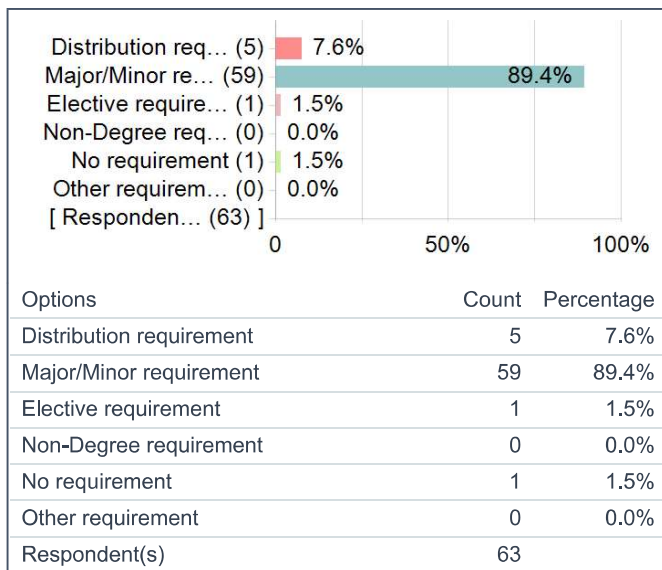 Distribution req… (5) 7.6%
Major/Minor re… (59) 89.4%
Elective require… (1) 1.5%
Non-Degree req… (0) 0.0%
No requirement (1) 1.5%
Other requirem… (0) 0.0%
[ Responden… (63) ]
0 50% 100%
Options Count Percentage
Distribution requirement 5 7.6%
Major/Minor requirement 59 89.4%
Elective requirement 1 1.5%
Non-Degree requirement 0 0.0%
No requirement 1 1.5%
Other requirement 0 0.0%
Respondent(s) 63